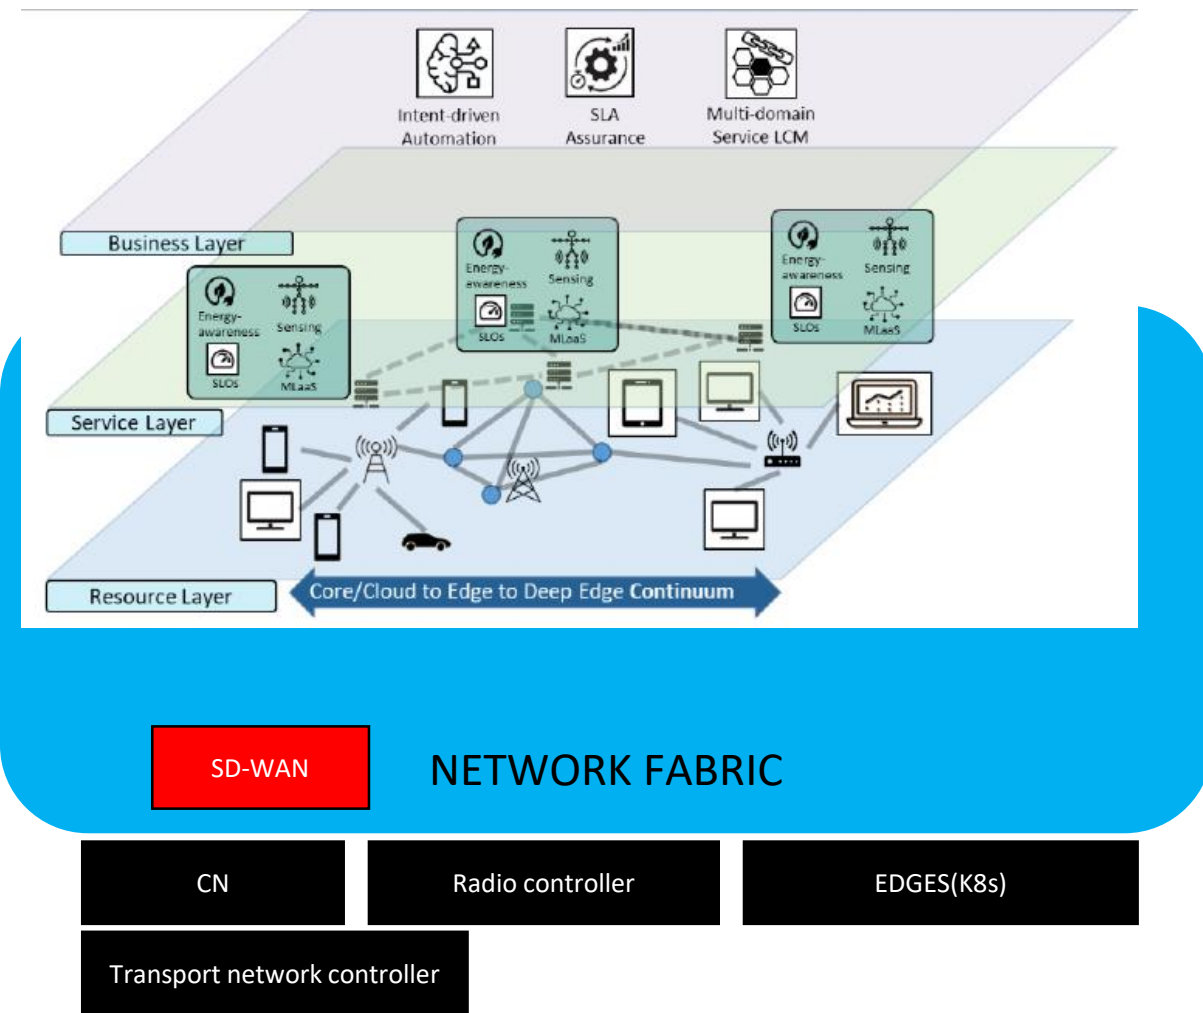 Intent-driven
Automation
SLA
Assurance
Multi-domain
Service LCM
Business Layer
Energy-
awareness
Sensing
SLOs
MLaaS
Energy-
awareness
Sensing
SLOs
MLaaS
Energy-
awareness
Sensing
SLOs
MLaaS
Service Layer
Resource Layer
Core/Cloud to Edge to Deep Edge Continuum
SD-WAN
NETWORK FABRIC
CN
Radio controller
EDGES(K8s)
Transport network controller